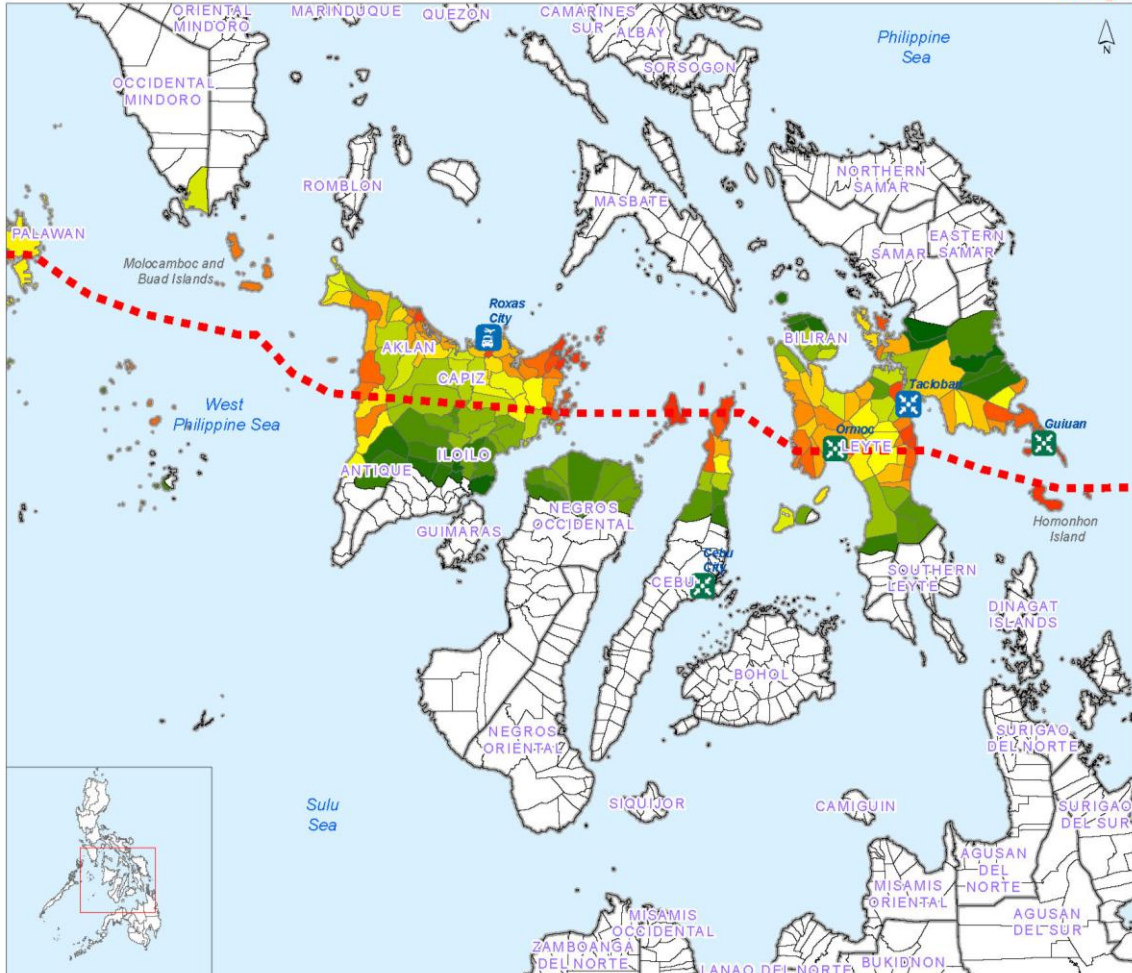 ORIENTAL
MINDORO
MARINDUQUE
QUEZON
CAMARINES
SUR
ALBAY
SORSOGON
Philippine
Sea
N
OCCIDENTAL
MINDORO
ROMBLON
MASBATE
NORTHERN
SAMAR
EASTERN
SAMAR
SAMAR
PALAWAN
Molocamboc and
Buad Islands
Roxas
City
AKLAN
CAPIZ
BILIRAN
Tacloban
West
Philippine Sea
Ormoc
LEYTE
Guiuan
ILOILO
ANTIQUE
NEGROS
OCCIDENTAL
GUIMARAS
Homonhon
Island
Cebu
City
CEBU
SOUTHERN
LEYTE
DINAGAT
ISLANDS
BOHOL
NEGROS
ORIENTAL
SURIGAO
DEL NORTE
Sulu
Sea
SIQUIJOR
CAMIGUIN
SURIGAO
DEL SUR
AGUSAN
DEL
NORTE
MISAMIS
ORIENTAL
AGUSAN
DEL SUR
MISAMIS
OCCIDENTAL
ZAMBOANGA
DEL NORTE
LANAO DEL NORTE
BUKIDNON